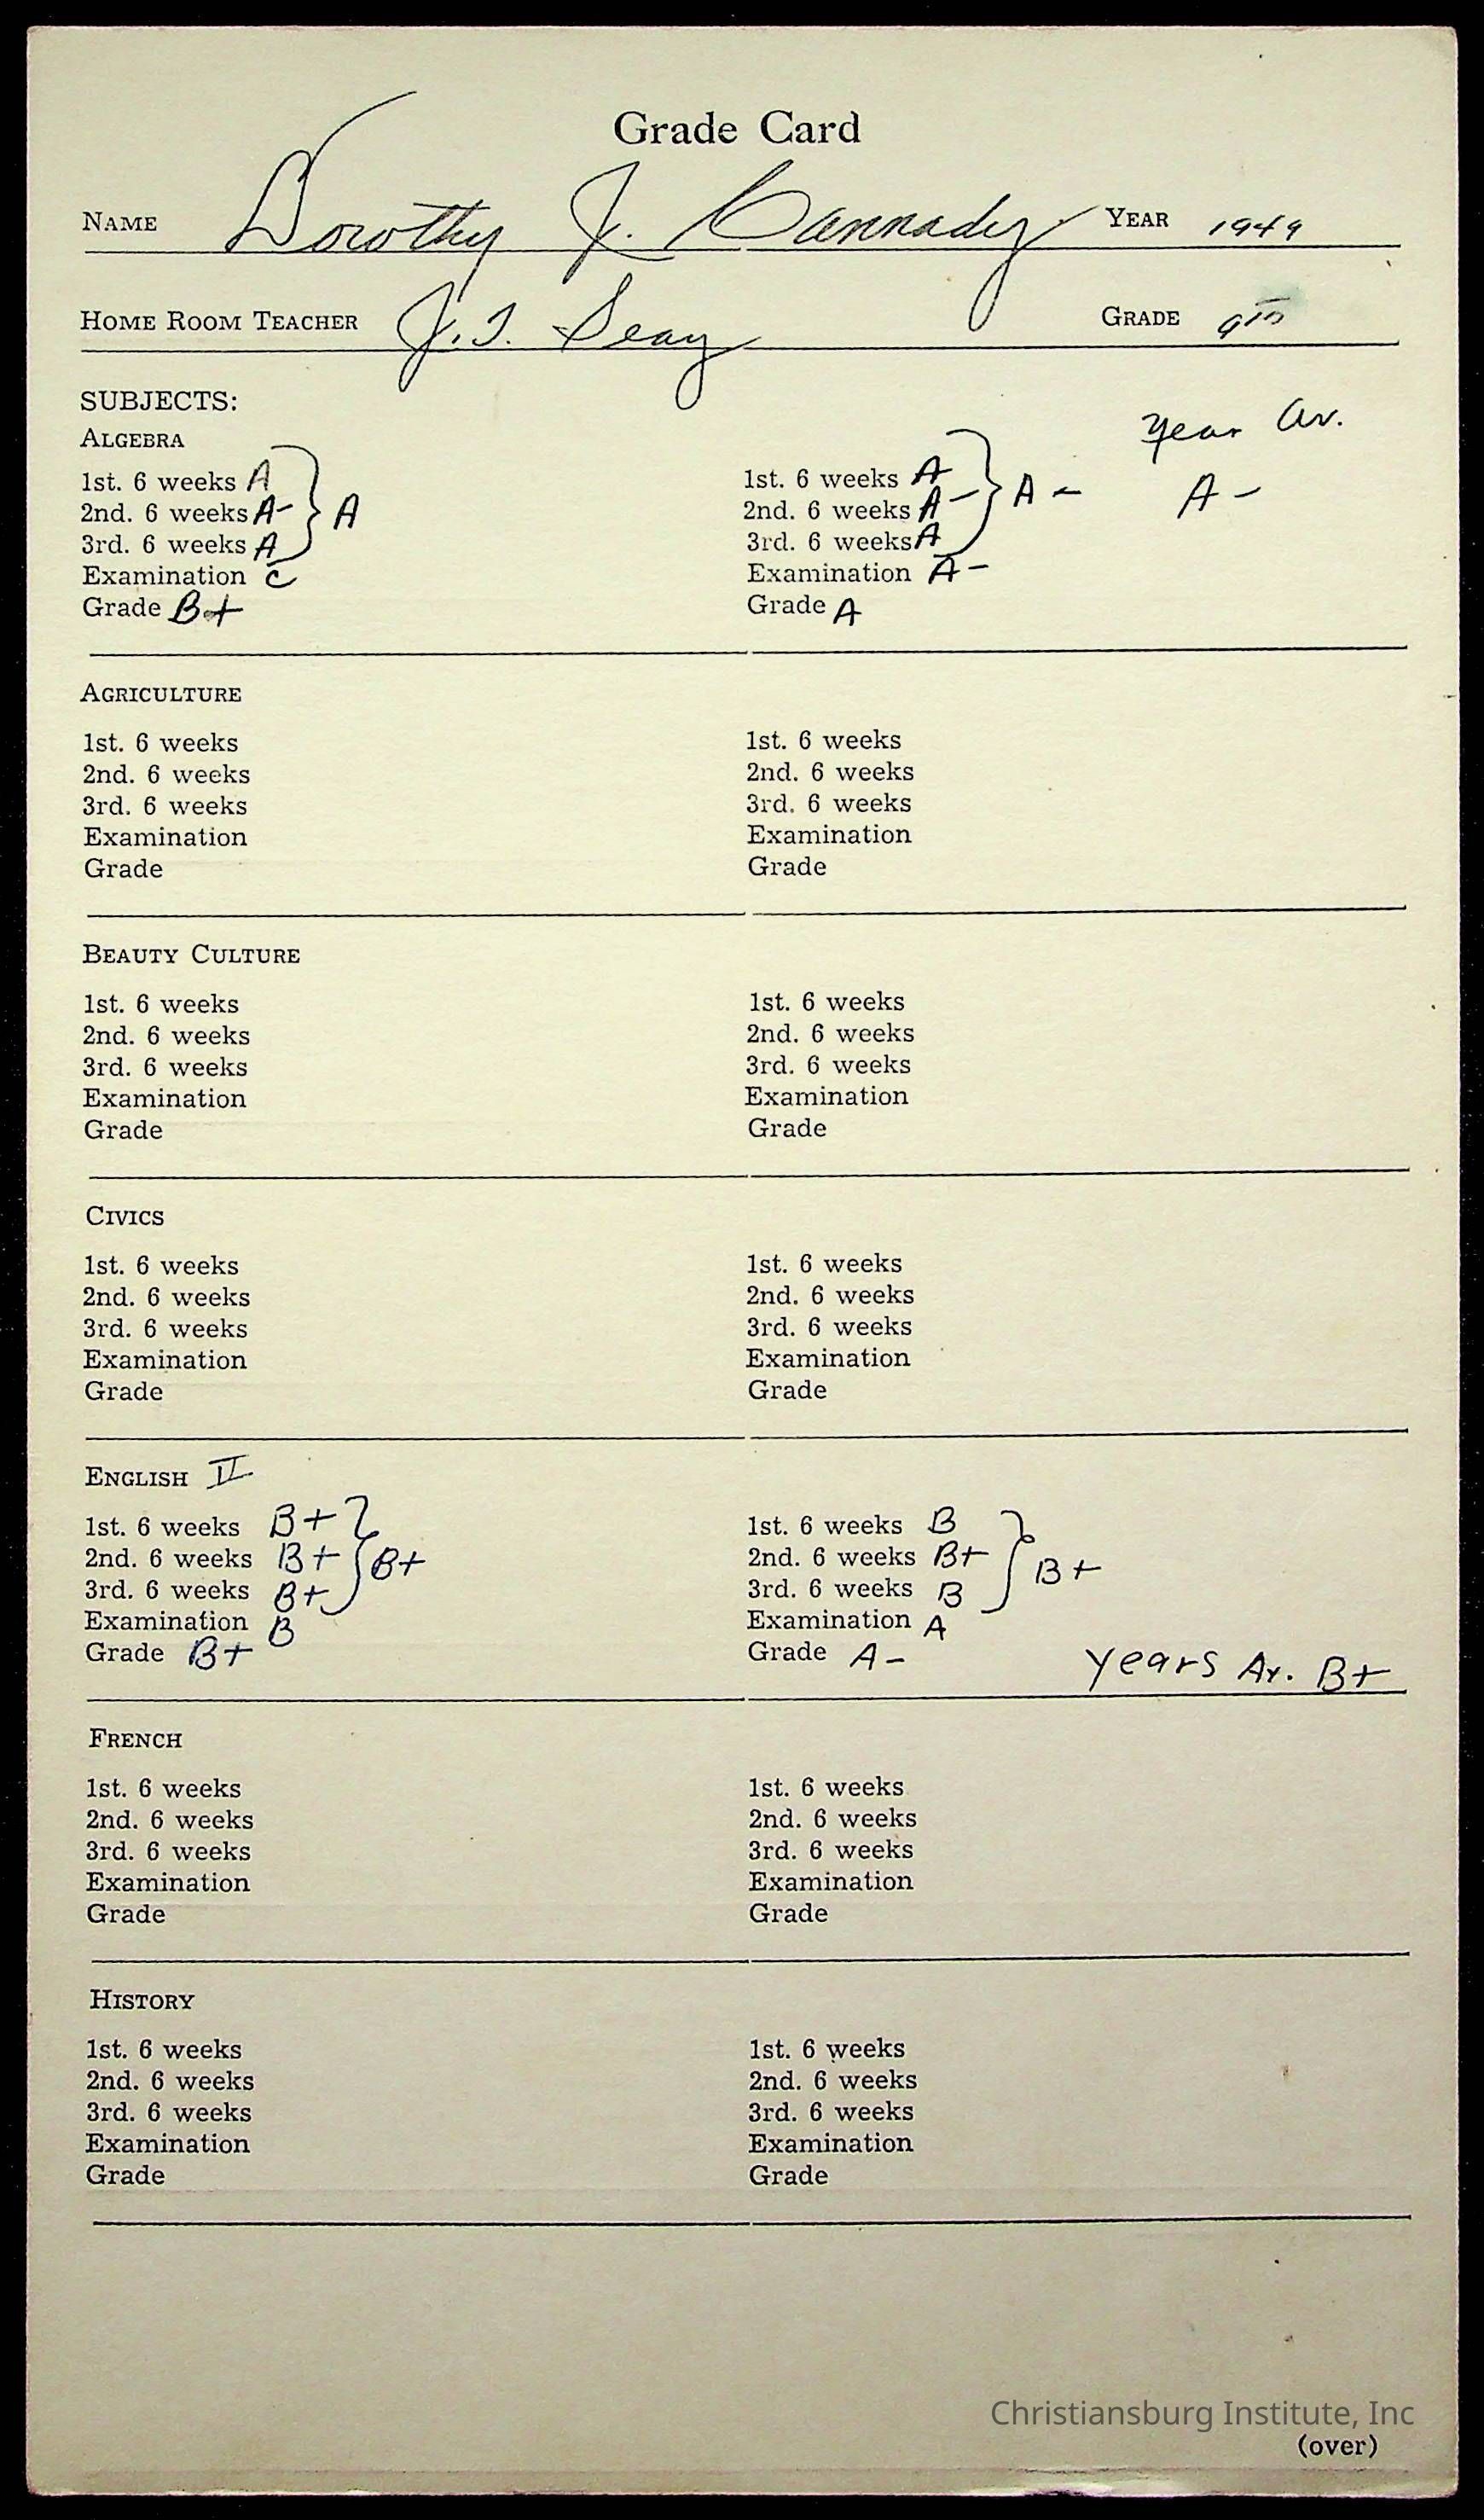 Grade Card
NAME Dorothy J. Cannady YEAR 1949
HOME ROOM TEACHER J. T. Seay GRADE 9th
SUBJECTS:
Year Av.
ALGEBRA
1st. 6 weeks A 1st. 6 weeks A
2nd. 6 weeks A- } A 2nd. 6 weeks A- } A- A-
3rd. 6 weeks A 3rd. 6 weeks A
Examination C Examination A-
Grade B+ Grade A
AGRICULTURE
1st. 6 weeks 1st. 6 weeks
2nd. 6 weeks 2nd. 6 weeks
3rd. 6 weeks 3rd. 6 weeks
Examination Examination
Grade Grade
BEAUTY CULTURE
1st. 6 weeks 1st. 6 weeks
2nd. 6 weeks 2nd. 6 weeks
3rd. 6 weeks 3rd. 6 weeks
Examination Examination
Grade Grade
CIVICS
1st. 6 weeks 1st. 6 weeks
2nd. 6 weeks 2nd. 6 weeks
3rd. 6 weeks 3rd. 6 weeks
Examination Examination
Grade Grade
ENGLISH II
1st. 6 weeks B+ 1st. 6 weeks B
2nd. 6 weeks B+ } B+ 2nd. 6 weeks B+ } B+
3rd. 6 weeks B+ 3rd. 6 weeks B
Examination B Examination A
Grade B+ Grade A- Years Av. B+
FRENCH
1st. 6 weeks 1st. 6 weeks
2nd. 6 weeks 2nd. 6 weeks
3rd. 6 weeks 3rd. 6 weeks
Examination Examination
Grade Grade
HISTORY
1st. 6 weeks 1st. 6 weeks
2nd. 6 weeks 2nd. 6 weeks
3rd. 6 weeks 3rd. 6 weeks
Examination Examination
Grade Grade
Christiansburg Institute, Inc
(over)